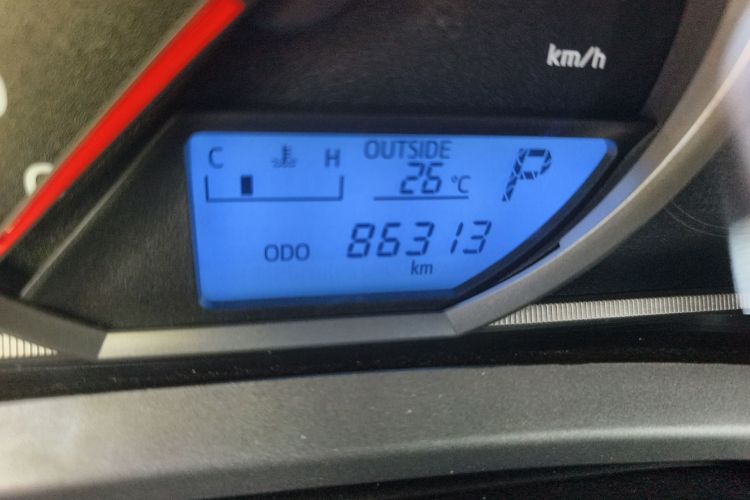 km/h
C H OUTSIDE P
26 °C
ODO 86313
km